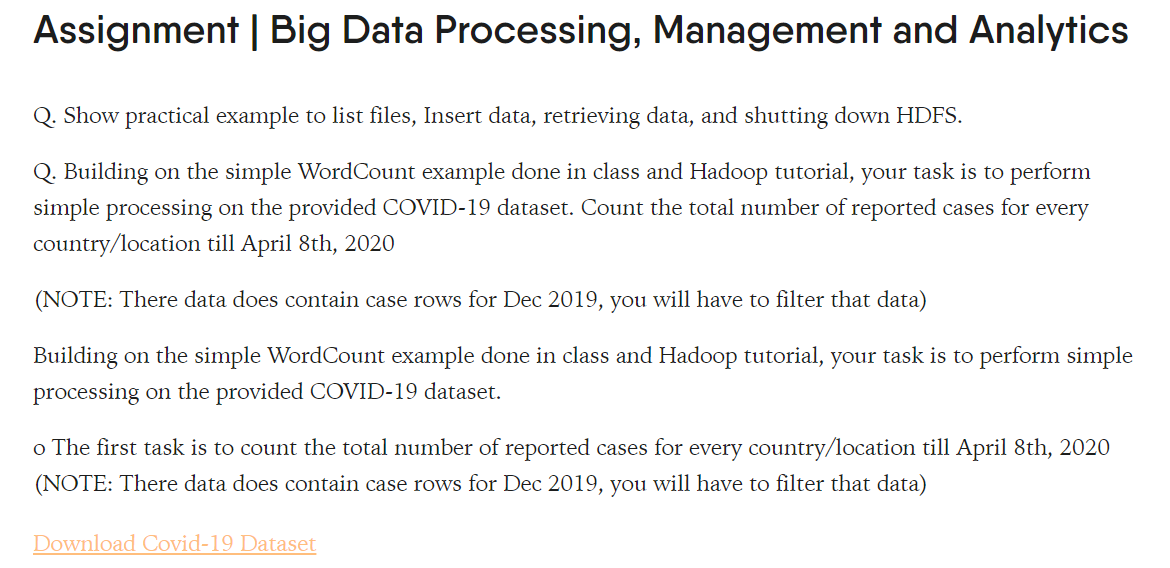 Assignment | Big Data Processing, Management and Analytics
Q. Show practical example to list files, Insert data, retrieving data, and shutting down HDFS.
Q. Building on the simple WordCount example done in class and Hadoop tutorial, your task is to perform
simple processing on the provided COVID-19 dataset. Count the total number of reported cases for every
country/location till April 8th, 2020
(NOTE: There data does contain case rows for Dec 2019, you will have to filter that data)
Building on the simple WordCount example done in class and Hadoop tutorial, your task is to perform simple
processing on the provided COVID-19 dataset.
o The first task is to count the total number of reported cases for every country/location till April 8th, 2020
(NOTE: There data does contain case rows for Dec 2019, you will have to filter that data)
Download Covid-19 Dataset